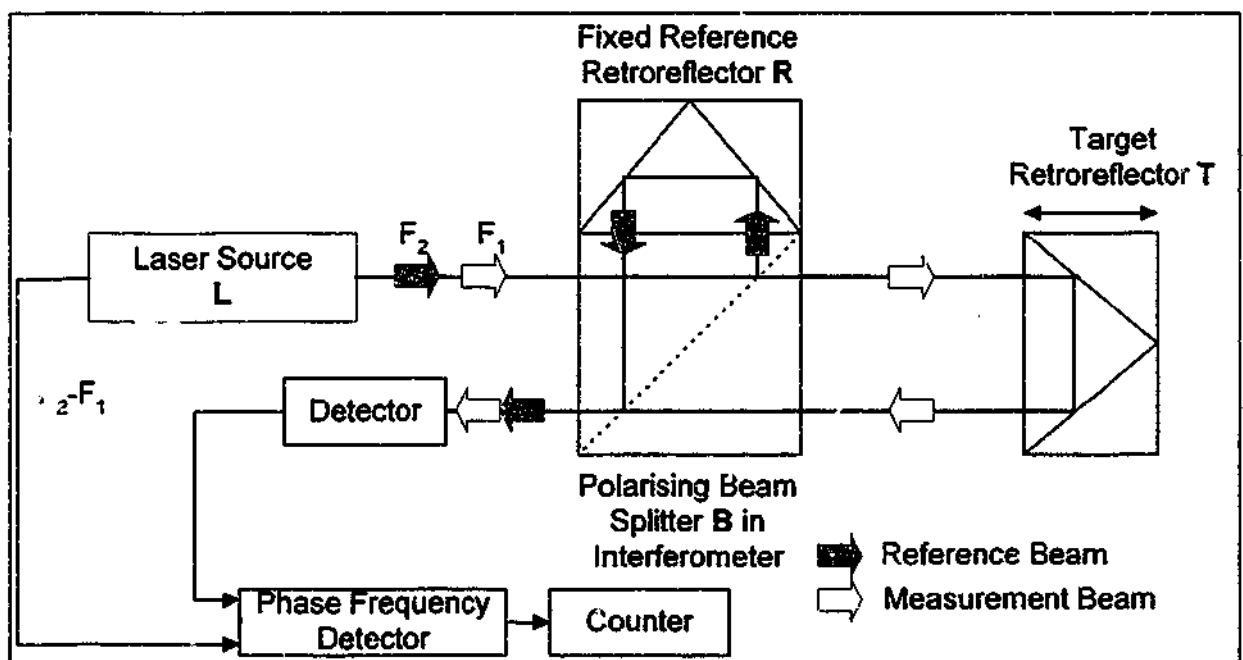 Fixed Reference
Retroreflector R
Target
Retroreflector T
F₂ F₁
Laser Source
L
₂-F₁
Detector
Polarising Beam
Splitter B in
Interferometer
Reference Beam
Measurement Beam
Phase Frequency
Detector
Counter